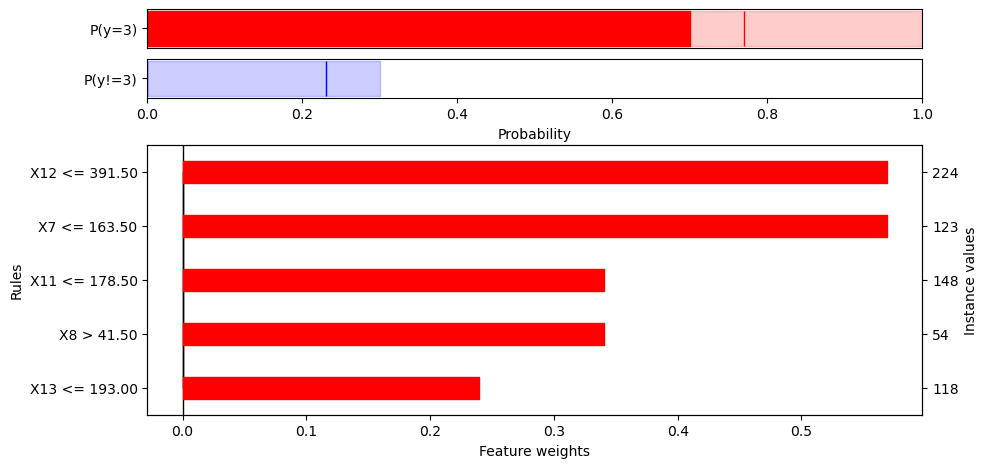 P(y=3)
P(y!=3)
0.0 0.2 0.4 0.6 0.8 1.0
Probability
Rules
X12 <= 391.50 224
X7 <= 163.50 123
X11 <= 178.50 148
X8 > 41.50 54
X13 <= 193.00 118
Instance values
0.0 0.1 0.2 0.3 0.4 0.5
Feature weights